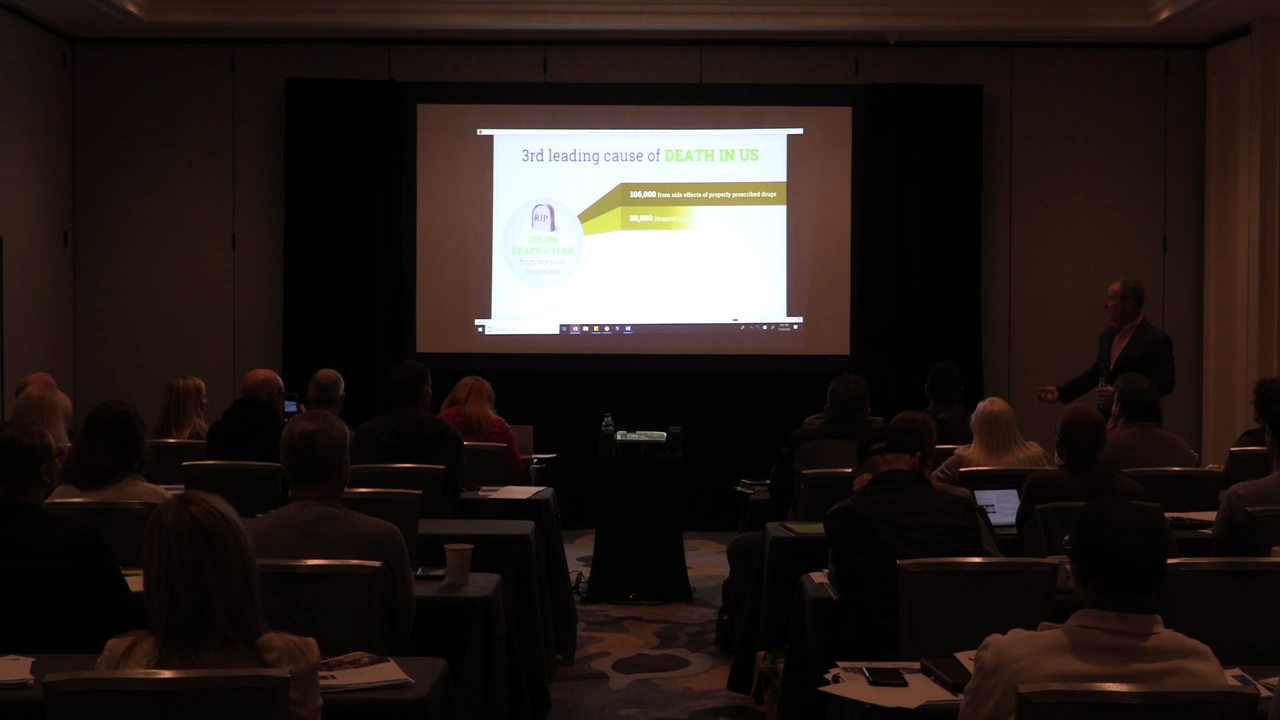 3rd leading cause of DEATH IN US
106,000 from side effects of properly prescribed drugs
80,000 Hospital
RIP
225,000
DEATHS/YEAR
from medical
treatment